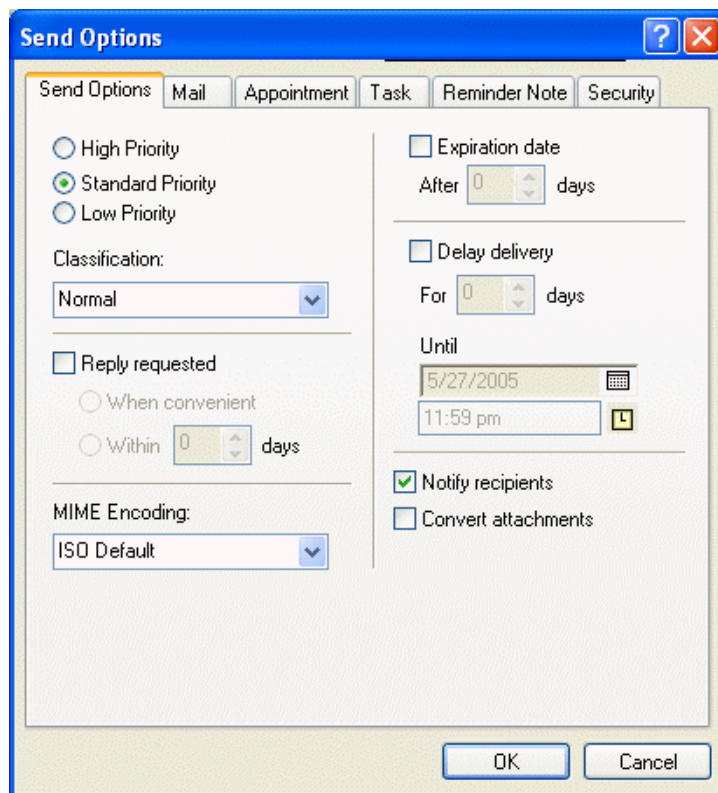 Send Options
Send Options Mail Appointment Task Reminder Note Security
High Priority
Standard Priority
Low Priority
Classification:
Normal
Reply requested
When convenient
Within 0 days
MIME Encoding:
ISO Default
Expiration date
After 0 days
Delay delivery
For 0 days
Until
5/27/2005
11:59 pm
Notify recipients
Convert attachments
OK Cancel